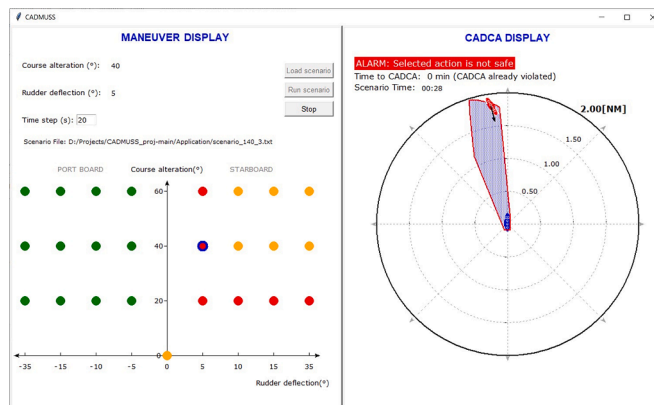 CADMUSS
MANEUVER DISPLAY
Course alteration (°): 40
Rudder deflection (°): 5
Time step (s): 20
Load scenario
Run scenario
Stop
Scenario File: D:/Projects/CADMUSS_proj-main/Application/scenario_140_3.txt
PORT BOARD
Course alteration(°)
STARBOARD
60
40
20
0
-35 -15 -10 -5 0 5 10 15 35
Rudder deflection(°)
CADCA DISPLAY
ALARM: Selected action is not safe
Time to CADCA: 0 min (CADCA already violated)
Scenario Time: 00:28
2.00[NM]
1.50
1.00
0.50